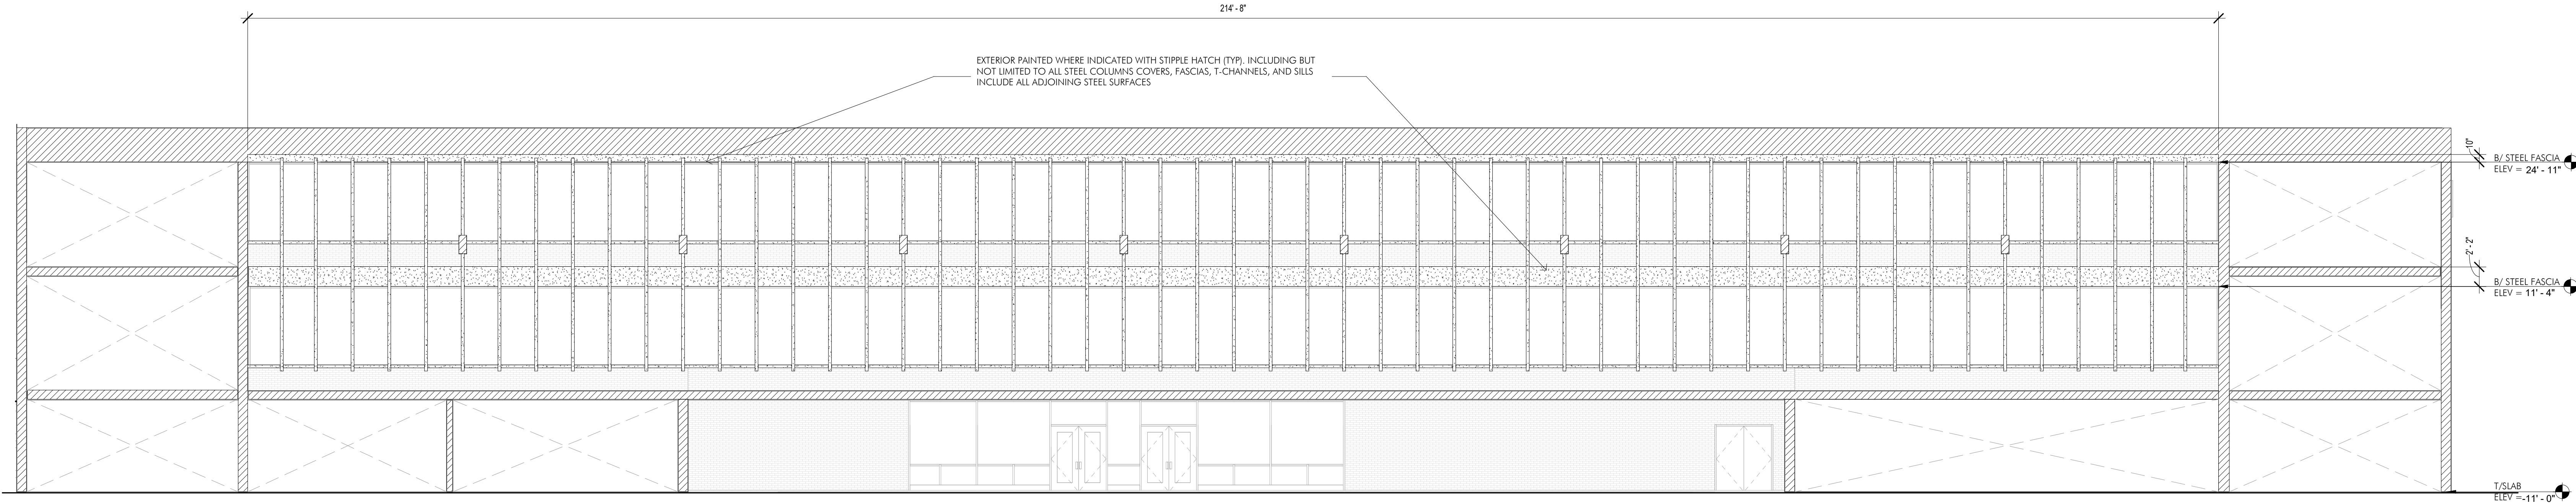 214' - 8"
EXTERIOR PAINTED WHERE INDICATED WITH STIPPLE HATCH (TYP). INCLUDING BUT
NOT LIMITED TO ALL STEEL COLUMNS COVERS, FASCIAS, T-CHANNELS, AND SILLS
INCLUDE ALL ADJOINING STEEL SURFACES
10"
B/ STEEL FASCIA
ELEV = 24' - 11"
2' - 2"
B/ STEEL FASCIA
ELEV = 11' - 4"
T/SLAB
ELEV =-11' - 0"